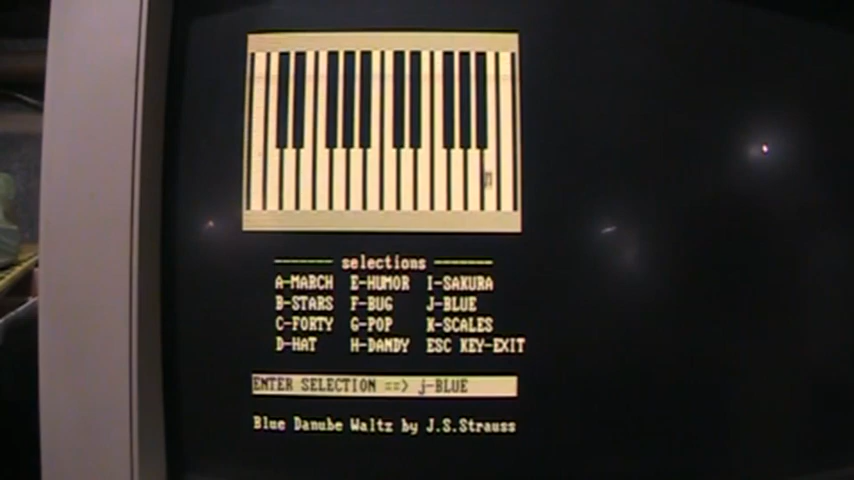 ------ selections ------
A-MARCH E-HUMOR I-SAKURA
B-STARS F-BUG J-BLUE
C-FORTY G-POP K-SCALES
D-HAT H-DANDY ESC KEY-EXIT
ENTER SELECTION ==> j-BLUE
Blue Danube Waltz by J.S.Strauss